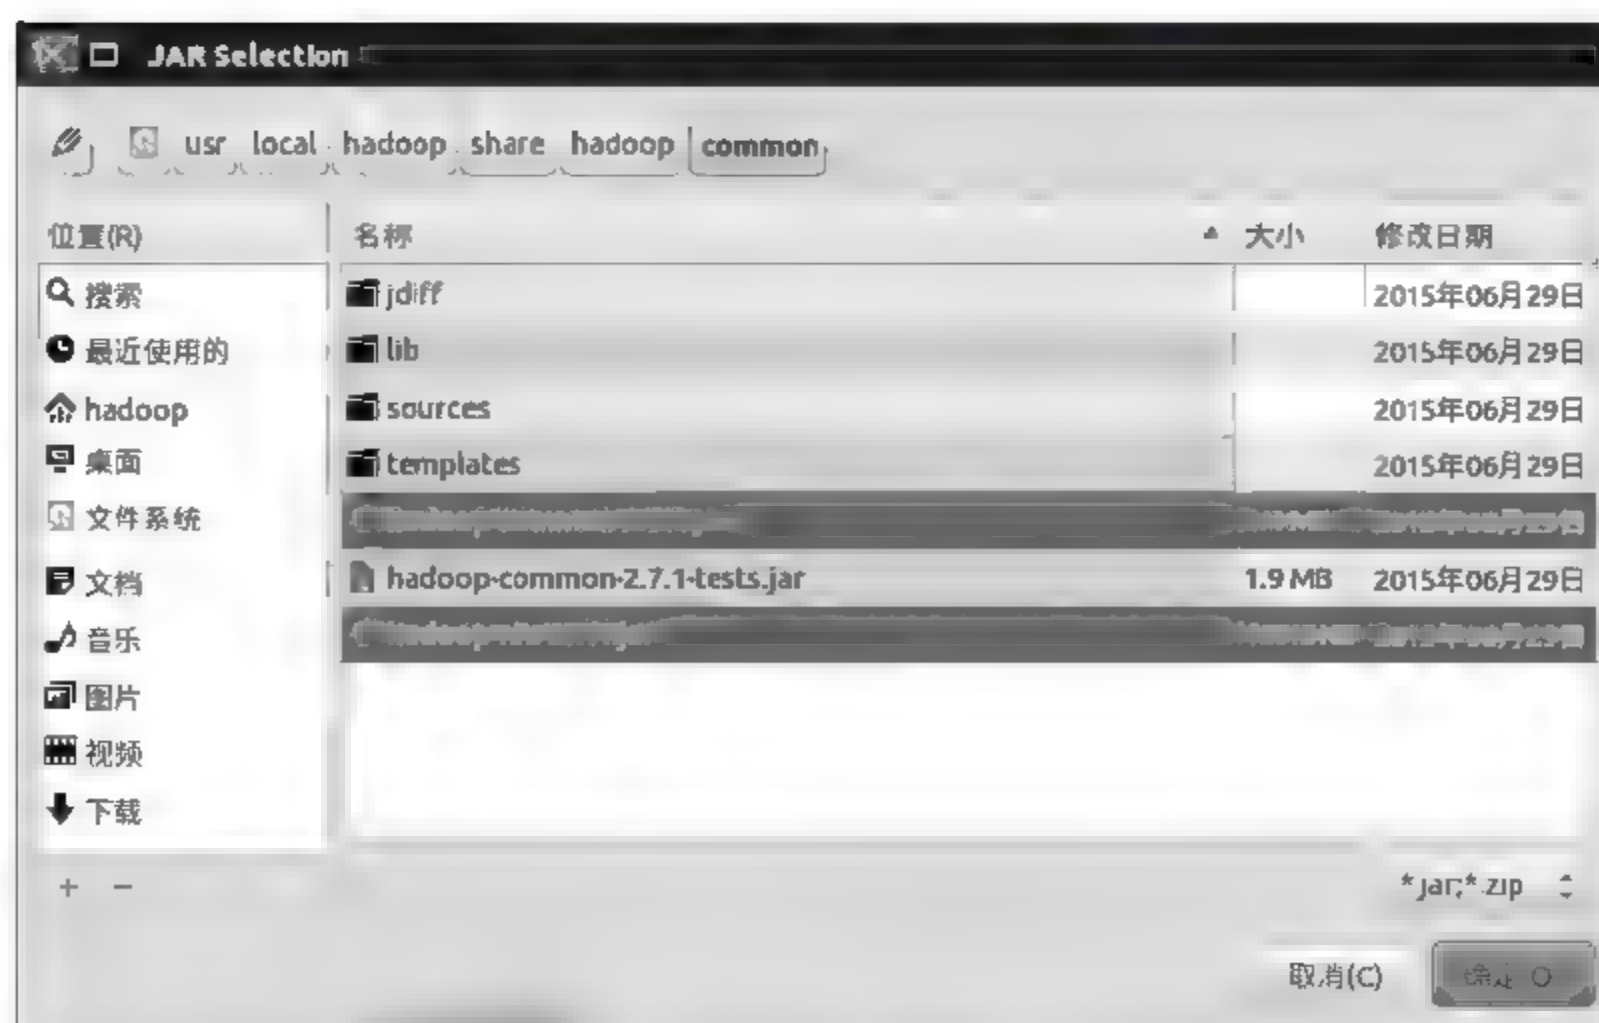 JAR Selection
usr local hadoop share hadoop common
位置(R) 名称 大小 修改日期
搜索 jdiff 2015年06月29日
最近使用的 lib 2015年06月29日
hadoop sources 2015年06月29日
桌面 templates 2015年06月29日
文件系统
文档 hadoop-common-2.7.1-tests.jar 1.9 MB 2015年06月29日
音乐
图片
视频
下载
+ −
*.jar;*.zip
取消(C)